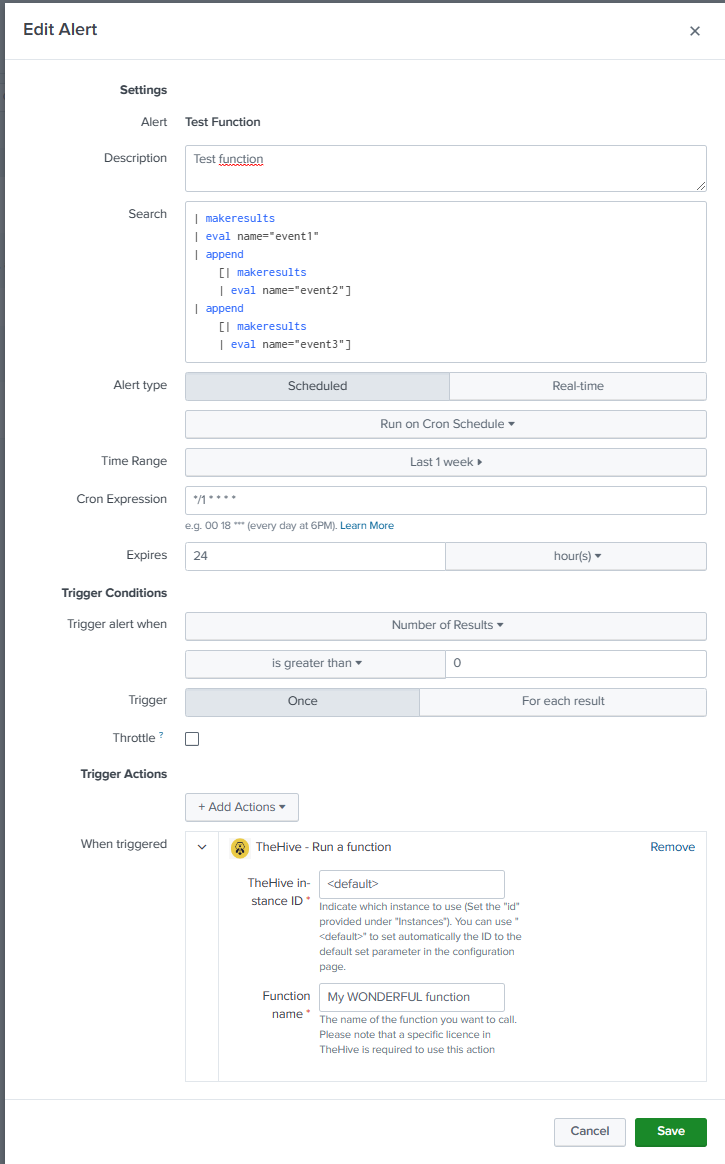 Edit Alert
×
Settings
Alert Test Function
Description Test function
Search
| makeresults
| eval name="event1"
| append
[| makeresults
| eval name="event2"]
| append
[| makeresults
| eval name="event3"]
Alert type Scheduled Real-time
Run on Cron Schedule
Time Range Last 1 week
Cron Expression */1 * * * *
e.g. 00 18 *** (every day at 6PM). Learn More
Expires 24 hour(s)
Trigger Conditions
Trigger alert when Number of Results
is greater than 0
Trigger Once For each result
Throttle ?
Trigger Actions
+ Add Actions
When triggered TheHive - Run a function Remove
TheHive in-
stance ID *
<default>
Indicate which instance to use (Set the "id"
provided under "Instances"). You can use "
<default>" to set automatically the ID to the
default set parameter in the configuration
page.
Function
name *
My WONDERFUL function
The name of the function you want to call.
Please note that a specific licence in
TheHive is required to use this action
Cancel Save